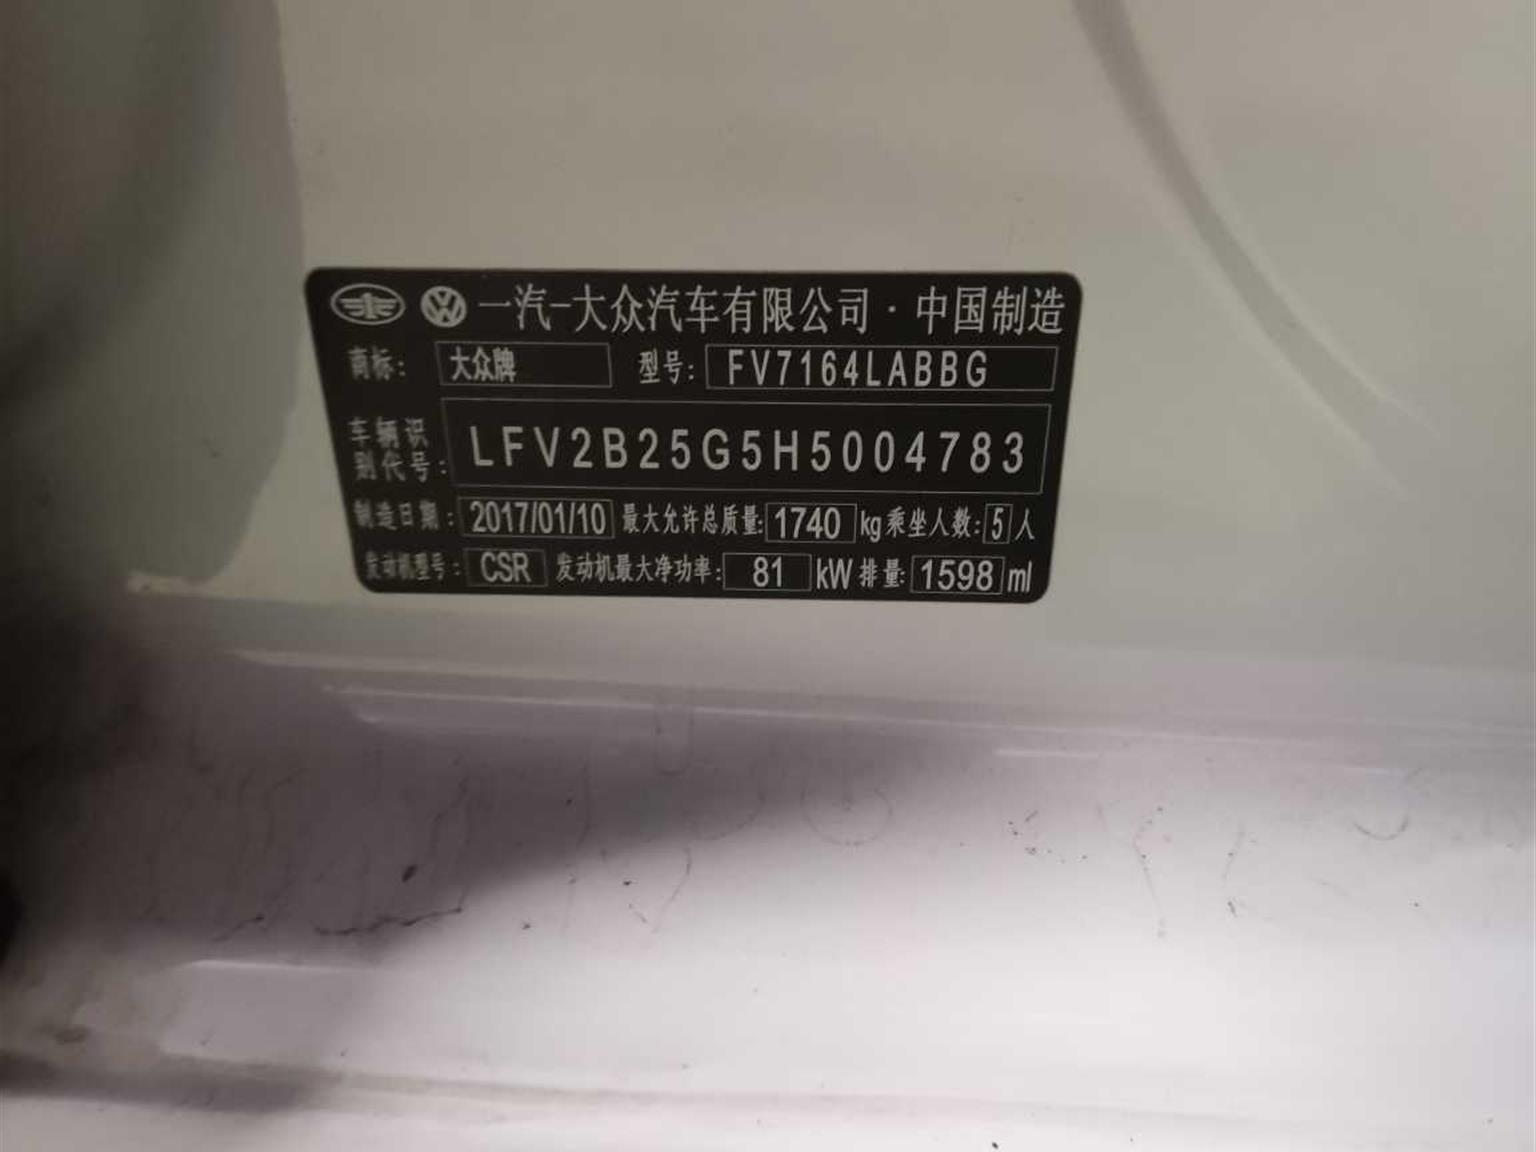 一汽-大众汽车有限公司·中国制造
商标: 大众牌 型号: FV7164LABBG
车辆识别代号: LFV2B25G5H5004783
制造日期: 2017/01/10 最大允许总质量: 1740 kg 乘坐人数: 5 人
发动机型号: CSR 发动机最大净功率: 81 kW 排量: 1598 ml